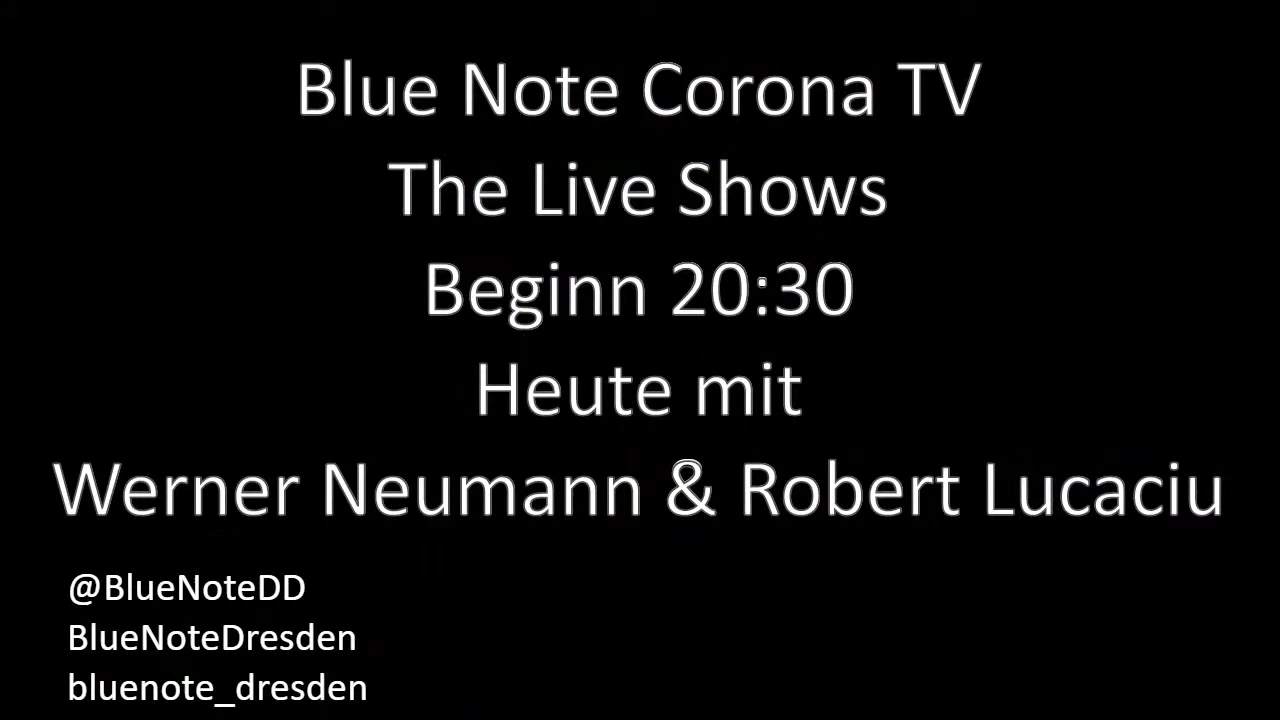 Blue Note Corona TV
The Live Shows
Beginn 20:30
Heute mit
Werner Neumann & Robert Lucaciu
@BlueNoteDD
BlueNoteDresden
bluenote_dresden